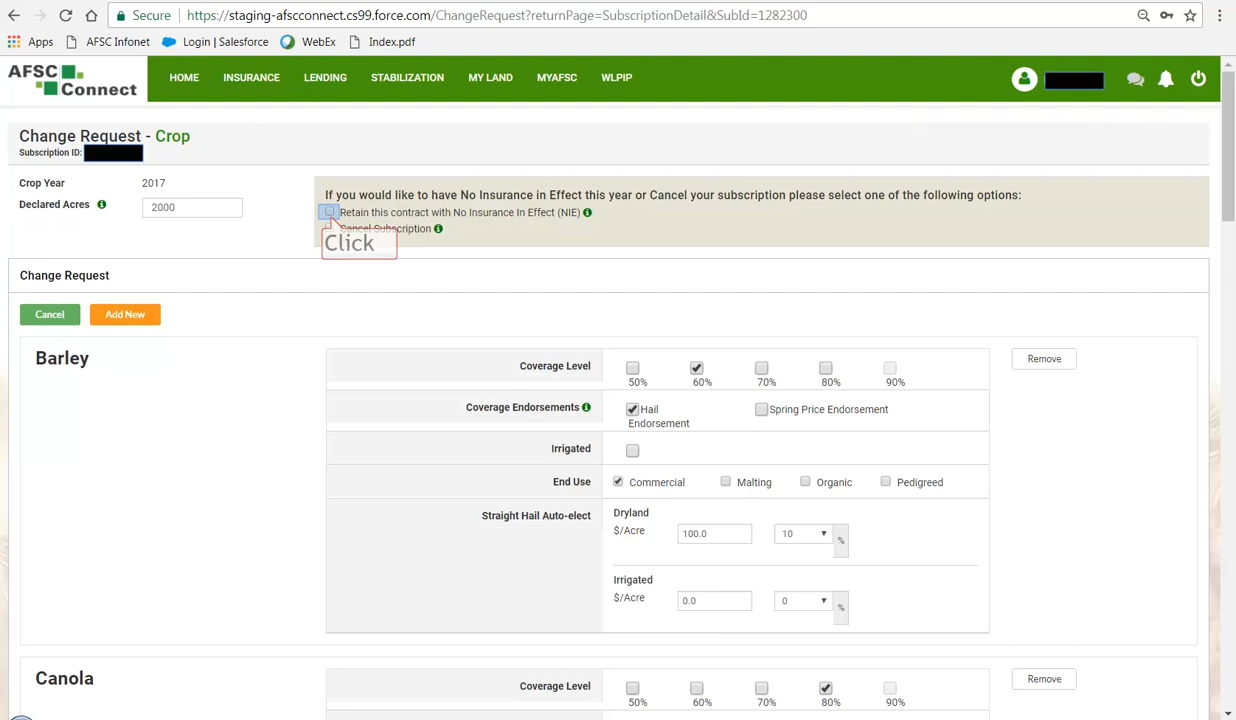 Secure https://staging-afscconnect.cs99.force.com/ChangeRequest?returnPage=SubscriptionDetail&SubId=1282300
Apps AFSC Infonet Login | Salesforce WebEx Index.pdf
AFSC Connect
HOME INSURANCE LENDING STABILIZATION MY LAND MYAFSC WLPIP
Change Request - Crop
Subscription ID:
Crop Year 2017
Declared Acres 2000
If you would like to have No Insurance in Effect this year or Cancel your subscription please select one of the following options:
Retain this contract with No Insurance In Effect (NIE)
Cancel Subscription
Click
Change Request
Cancel Add New
Barley
Coverage Level
50% 60% 70% 80% 90%
Remove
Coverage Endorsements Hail Endorsement Spring Price Endorsement
Irrigated
End Use Commercial Malting Organic Pedigreed
Straight Hail Auto-elect
Dryland
$/Acre 100.0 10 %
Irrigated
$/Acre 0.0 0 %
Canola
Coverage Level
50% 60% 70% 80% 90%
Remove